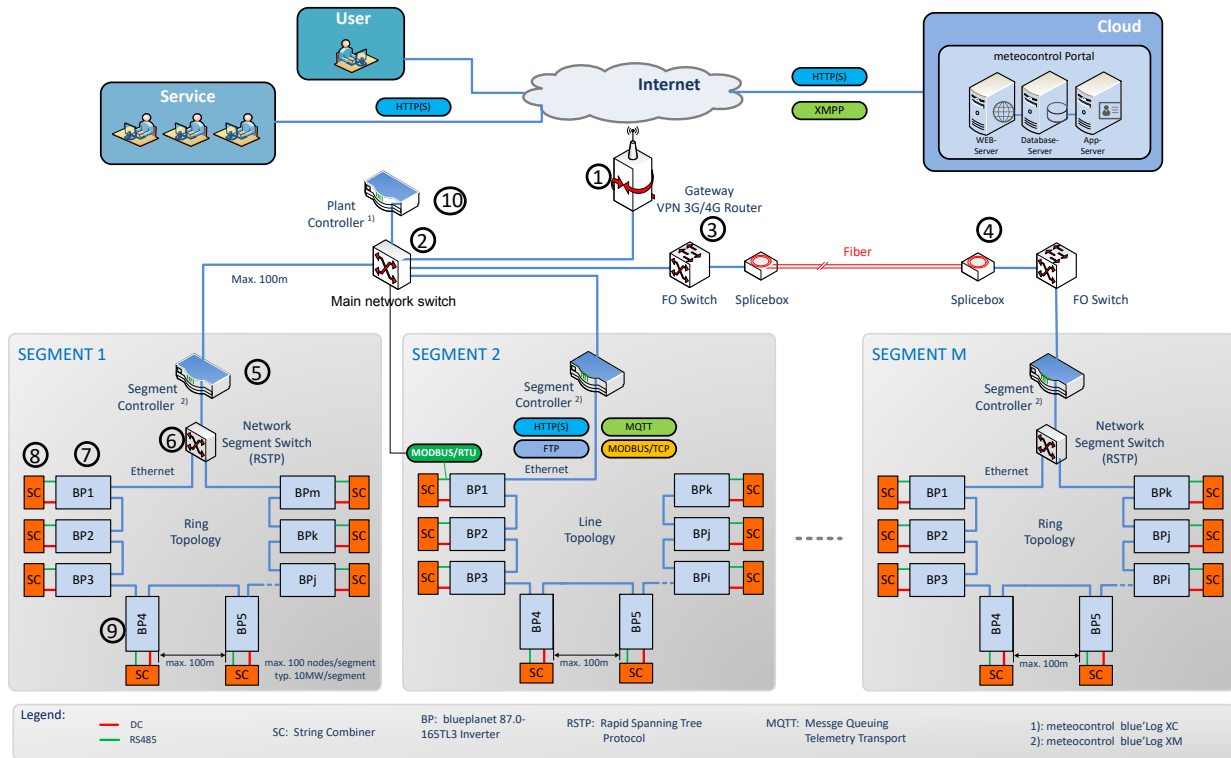 User
Service
HTTP(S)
Internet
HTTP(S)
XMPP
Cloud
meteocontrol Portal
WEB-
Server
Database-
Server
App-
Server
1
Gateway
VPN 3G/4G Router
Plant
Controller 1)
10
2
Max. 100m
Main network switch
3
FO Switch
Splicebox
Fiber
4
Splicebox
FO Switch
SEGMENT 1
5
Segment
Controller 2)
6
Network
Segment Switch
(RSTP)
8
7
Ethernet
SC
BP1
BPm
SC
SC
BP2
Ring
Topology
BPk
SC
SC
BP3
BPj
SC
9
BP4
BP5
max. 100m
SC
SC
max. 100 nodes/segment
typ. 10MW/segment
SEGMENT 2
Segment
Controller 2)
HTTP(S)
MQTT
MODBUS/RTU
FTP
MODBUS/TCP
Ethernet
SC
BP1
BPk
SC
SC
BP2
Line
Topology
BPj
SC
SC
BP3
BPi
SC
BP4
BP5
max. 100m
SC
SC
SEGMENT M
Segment
Controller 2)
Network
Segment Switch
(RSTP)
Ethernet
SC
BP1
BPk
SC
SC
BP2
Ring
Topology
BPj
SC
SC
BP3
BPi
SC
BP4
BP5
max. 100m
SC
SC
Legend:
DC
RS485
SC: String Combiner
BP: blueplanet 87.0-
165TL3 Inverter
RSTP: Rapid Spanning Tree
Protocol
MQTT: Messge Queuing
Telemetry Transport
1): meteocontrol blue'Log XC
2): meteocontrol blue'Log XM